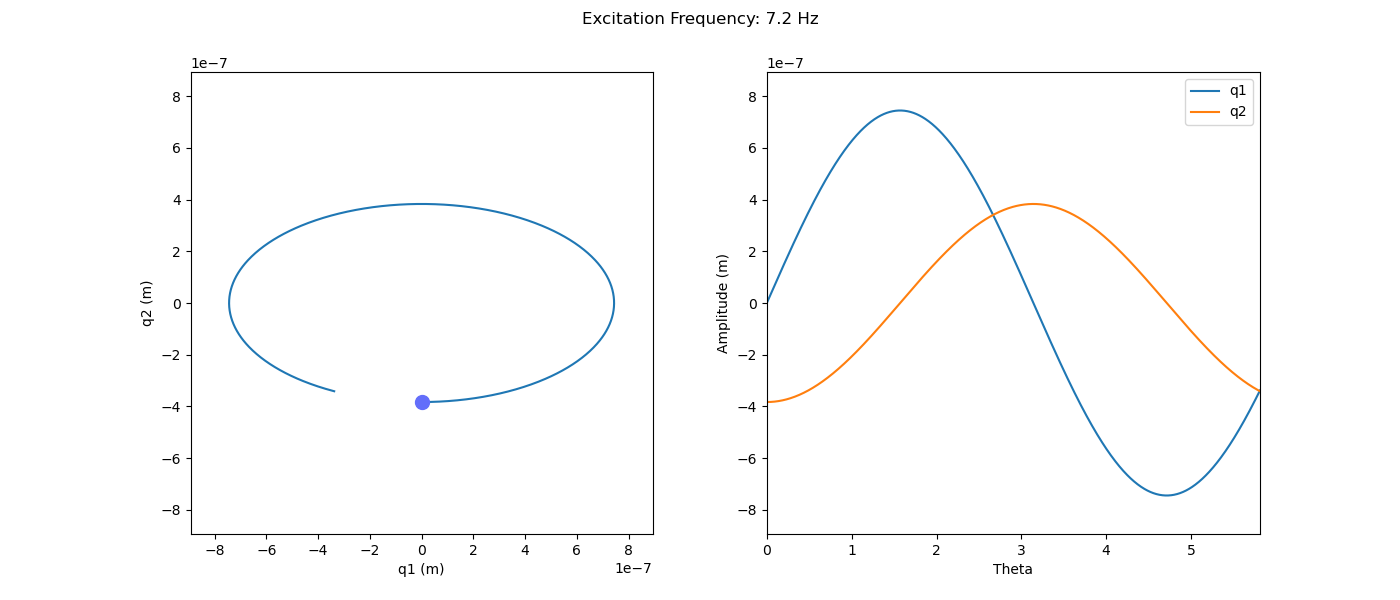 Excitation Frequency: 7.2 Hz
1e−7
8
6
4
2
0
−2
−4
−6
−8
q2 (m)
−8 −6 −4 −2 0 2 4 6 8
q1 (m)
1e−7
1e−7
8
6
4
2
0
−2
−4
−6
−8
Amplitude (m)
q1
q2
0 1 2 3 4 5
Theta